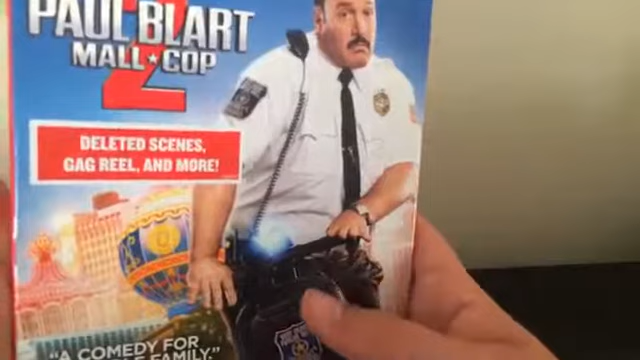 PAUL BLART
MALL★COP
2
DELETED SCENES,
GAG REEL, AND MORE!
"A COMEDY FOR
FAMILY."